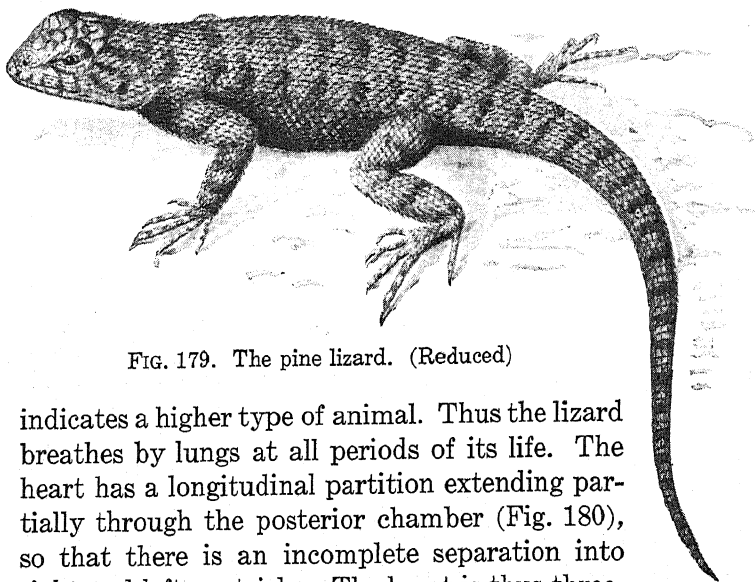 FIG. 179. The pine lizard. (Reduced)
indicates a higher type of animal. Thus the lizard
breathes by lungs at all periods of its life. The
heart has a longitudinal partition extending par-
tially through the posterior chamber (Fig. 180),
so that there is an incomplete separation into